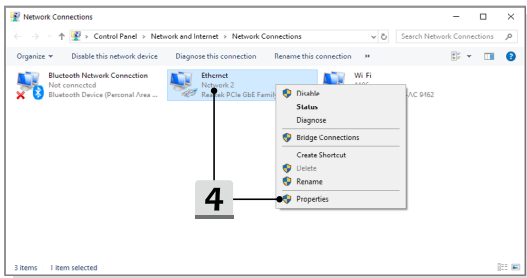 Network Connections
Control Panel > Network and Internet > Network Connections
Search Network Connections
Organize
Disable this network device
Diagnose this connection
Rename this connection
»
Bluetooth Network Connection
Not connected
Bluetooth Device (Personal Area ...
Ethernet
Network 2
Realtek PCIe GbE Family
Wi Fi
-AC 9462
Disable
Status
Diagnose
Bridge Connections
Create Shortcut
Delete
Rename
Properties
4
3 items
1 item selected